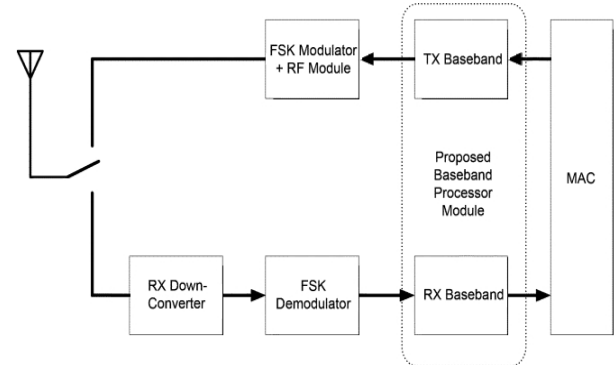 FSK Modulator
+ RF Module
TX Baseband
Proposed
Baseband
Processor
Module
MAC
RX Down-
Converter
FSK
Demodulator
RX Baseband